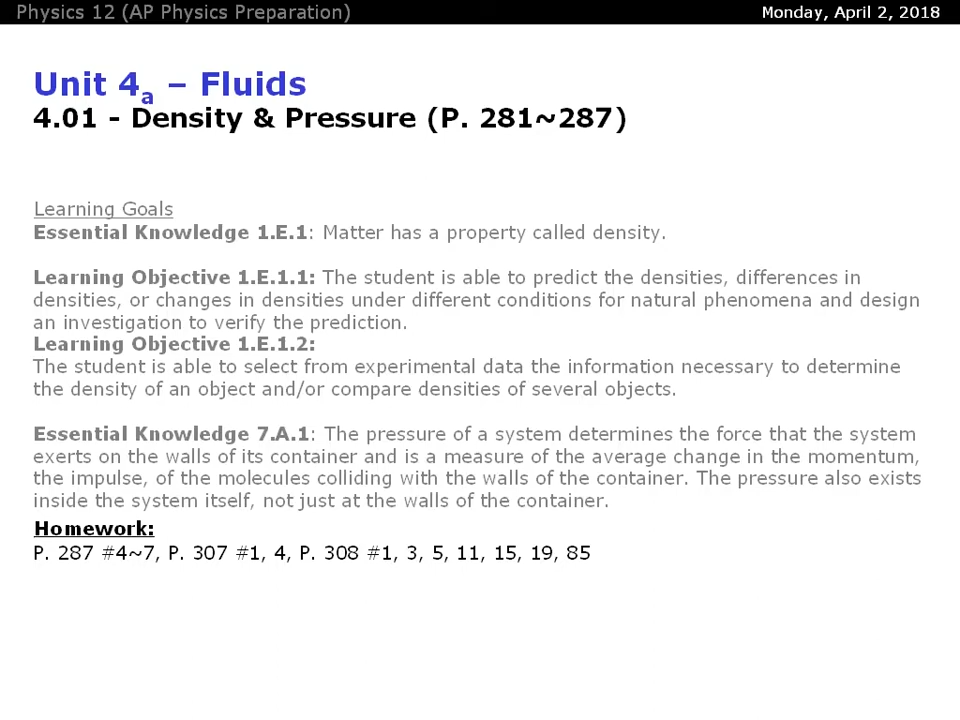 Physics 12 (AP Physics Preparation)
Monday, April 2, 2018
Unit 4a – Fluids
4.01 - Density & Pressure (P. 281~287)
Learning Goals
Essential Knowledge 1.E.1: Matter has a property called density.
Learning Objective 1.E.1.1: The student is able to predict the densities, differences in
densities, or changes in densities under different conditions for natural phenomena and design
an investigation to verify the prediction.
Learning Objective 1.E.1.2:
The student is able to select from experimental data the information necessary to determine
the density of an object and/or compare densities of several objects.
Essential Knowledge 7.A.1: The pressure of a system determines the force that the system
exerts on the walls of its container and is a measure of the average change in the momentum,
the impulse, of the molecules colliding with the walls of the container. The pressure also exists
inside the system itself, not just at the walls of the container.
Homework:
P. 287 #4~7, P. 307 #1, 4, P. 308 #1, 3, 5, 11, 15, 19, 85